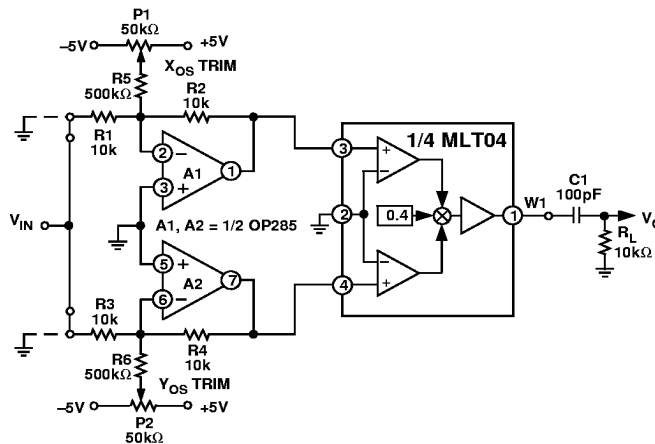 P1
50kΩ
–5V
+5V
XOS TRIM
R5
500kΩ
R2
10k
R1
10k
2
–
A1
1
3
+
VIN
A1, A2 = 1/2 OP285
5
+
A2
7
6
–
R3
10k
R4
10k
R6
500kΩ
YOS TRIM
–5V
+5V
P2
50kΩ
1/4 MLT04
3
+
–
2
0.4
–
+
4
1
W1
C1
100pF
RL
10kΩ